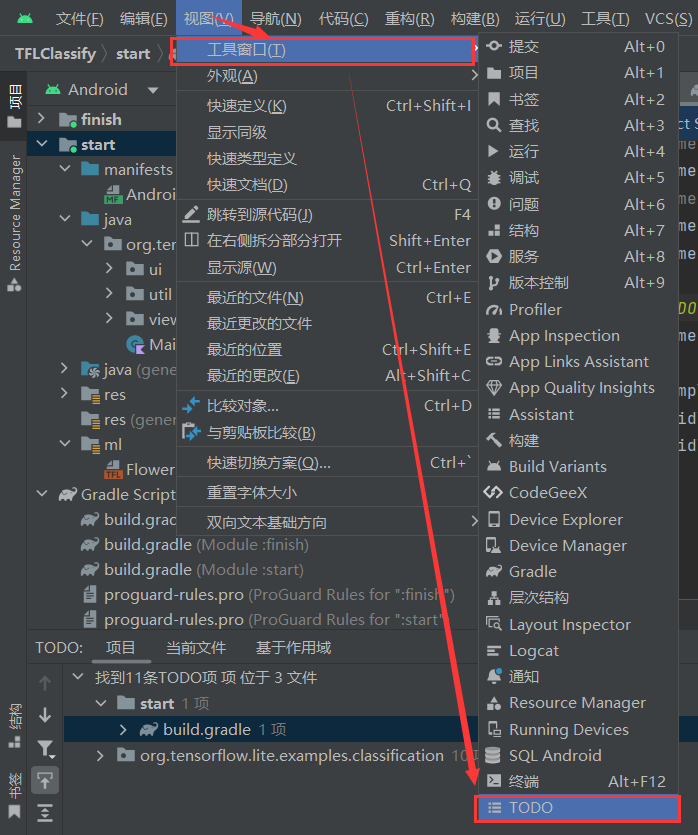 文件(F) 编辑(E) 视图(V) 导航(N) 代码(C) 重构(R) 构建(B) 运行(U) 工具(T) VCS(S)
TFLClassify start
工具窗口(T)
外观(A)
快速定义(K) Ctrl+Shift+I
显示同级
快速类型定义
快速文档(D) Ctrl+Q
跳转到源代码(J) F4
在右侧拆分部分打开 Shift+Enter
显示源(W) Ctrl+Enter
最近的文件(N) Ctrl+E
最近更改的文件
最近的位置 Ctrl+Shift+E
最近的更改(E) Alt+Shift+C
比较对象... Ctrl+D
与剪贴板比较(B)
快速切换方案(Q)... Ctrl+`
重置字体大小
双向文本基础方向
提交 Alt+0
项目 Alt+1
书签 Alt+2
查找 Alt+3
运行 Alt+4
调试 Alt+5
问题 Alt+6
结构 Alt+7
服务 Alt+8
版本控制 Alt+9
Profiler
App Inspection
App Links Assistant
App Quality Insights
Assistant
构建
Build Variants
CodeGeeX
Device Explorer
Device Manager
Gradle
层次结构
Layout Inspector
Logcat
通知
Resource Manager
Running Devices
SQL Android
终端 Alt+F12
TODO
项目
Resource Manager
结构
书签
Android
finish
start
manifests
Androi
MF
java
org.ten
ui
util
view
Mai
java (gene
res
res (gener
ml
Flower
TFL
Gradle Script
build.grad
build.gradle (Module :finish)
build.gradle (Module :start)
proguard-rules.pro (ProGuard Rules for ":finish")
proguard-rules.pro (ProGuard Rules for ":start"
TODO: 项目 当前文件 基于作用域
找到11条TODO项 项 位于 3 文件
start 1 项
build.gradle 1 项
org.tensorflow.lite.examples.classification 10
ct S
me
me
me
me
me
DO
me
mp
id
id